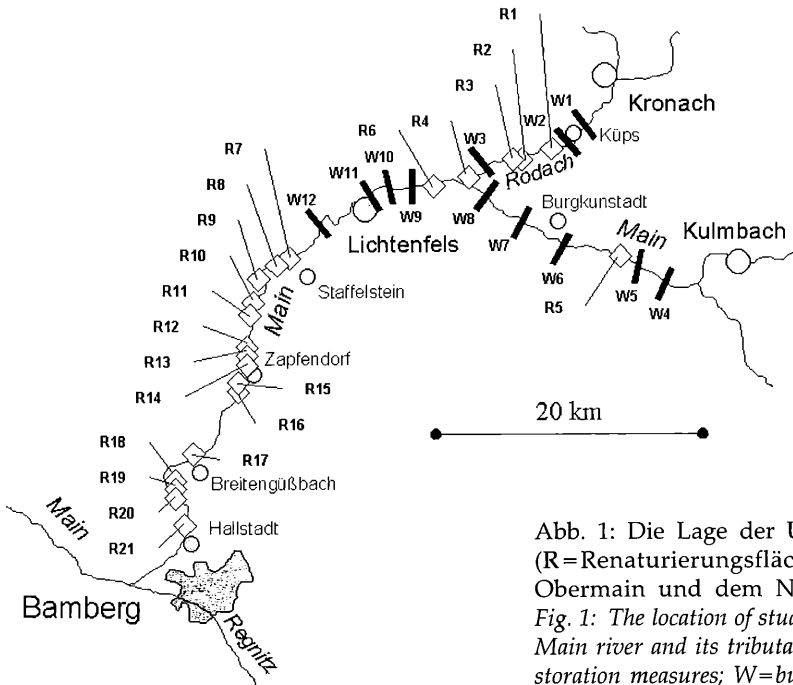 R1
R2
R3
W1
Kronach
R6
R4
W3
W2
Küps
R7
W10
Rodach
R8
W11
W12
W9
W8
Burgkunstadt
R9
Lichtenfels
W7
Main
Kulmbach
R10
Staffelstein
W6
R11
Main
R5
W5
W4
R12
R13
Zapfendorf
R14
R15
20 km
R16
R18
R17
R19
Breitengüßbach
Main
R20
Hallstadt
R21
Bamberg
Regnitz
Abb. 1: Die Lage der
(R=Renaturierungsfläc
Obermain und dem N
Fig. 1: The location of stu
Main river and its tributa
storation measures; W=bu